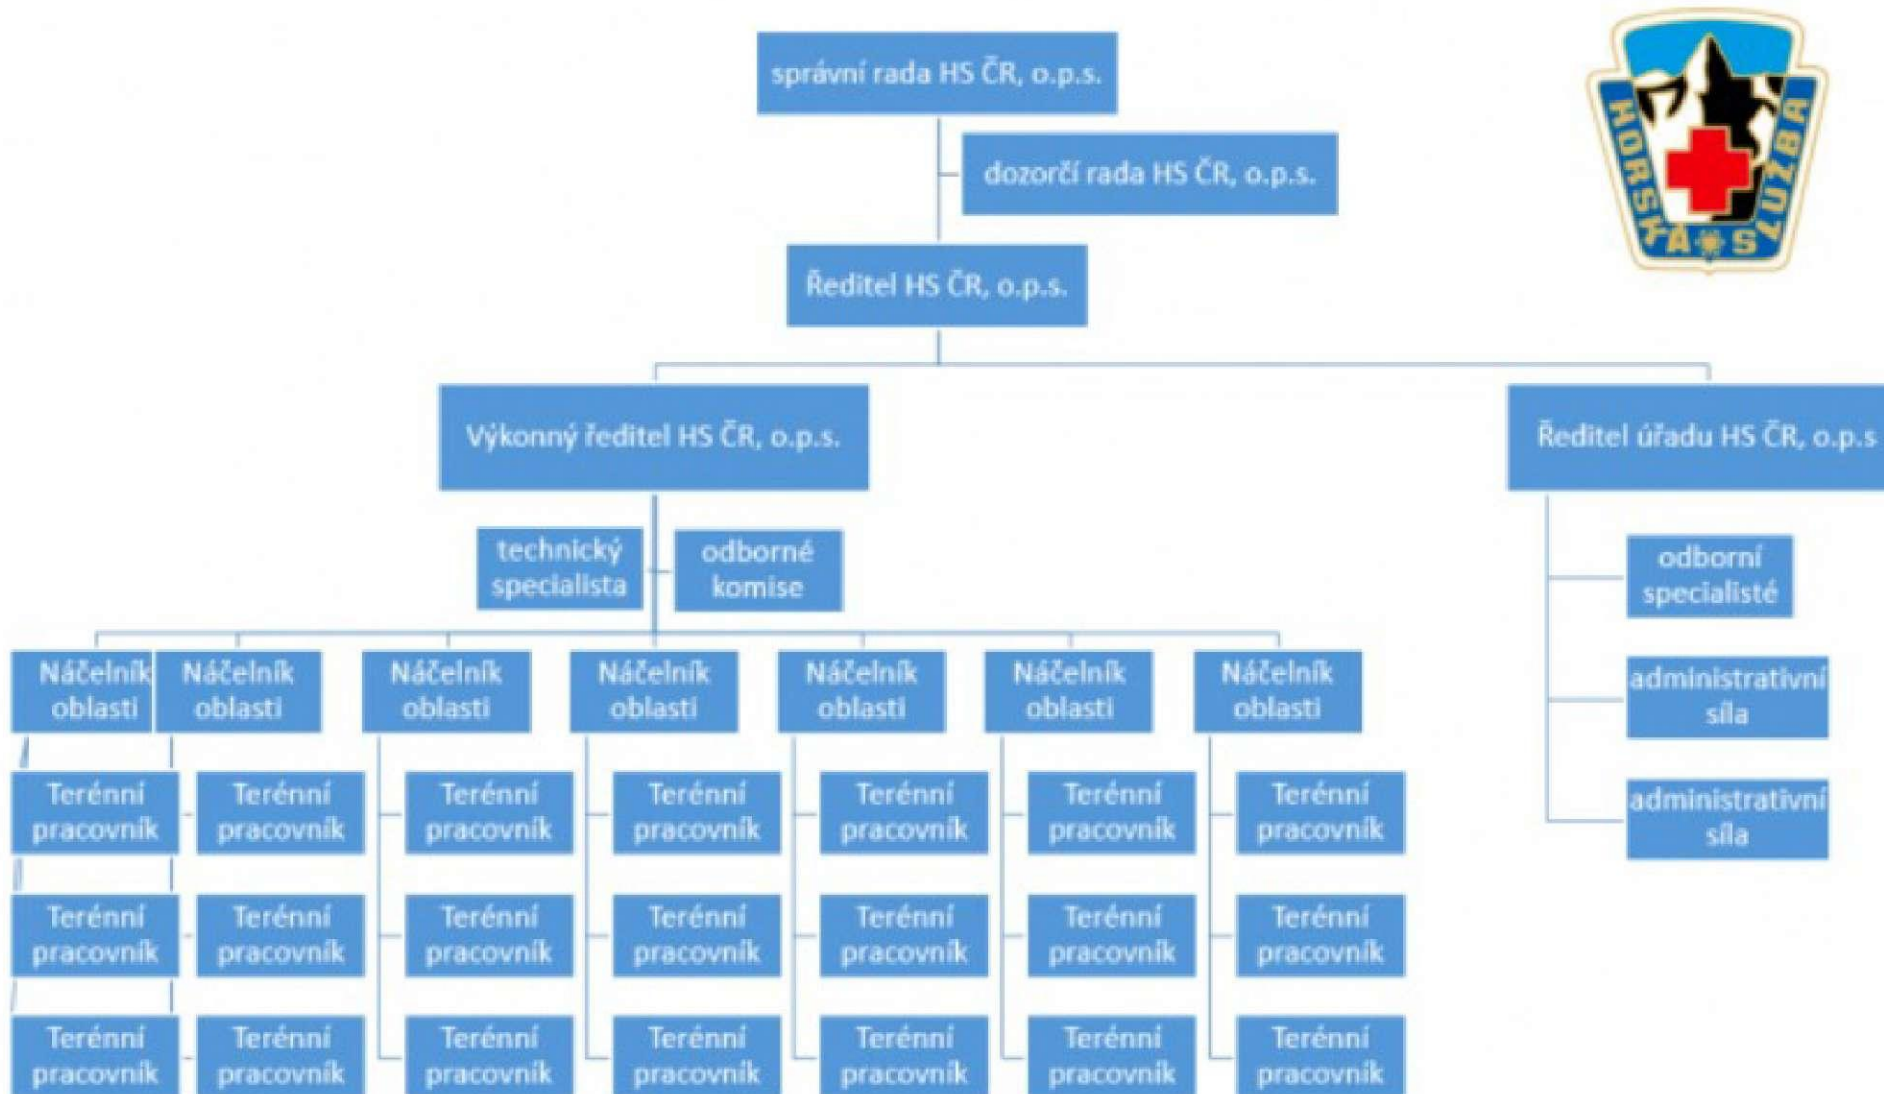 správní rada HS ČR, o.p.s.
HORSKÁ SLUŽBA
dozorčí rada HS ČR, o.p.s.
Ředitel HS ČR, o.p.s.
Výkonný ředitel HS ČR, o.p.s.
Ředitel úřadu HS ČR, o.p.s
technický
specialista
odborné
komise
odborní
specialisté
administrativní
síla
administrativní
síla
Náčelník
oblasti
Náčelník
oblasti
Náčelník
oblasti
Náčelník
oblasti
Náčelník
oblasti
Náčelník
oblasti
Náčelník
oblasti
Terénní
pracovník
Terénní
pracovník
Terénní
pracovník
Terénní
pracovník
Terénní
pracovník
Terénní
pracovník
Terénní
pracovník
Terénní
pracovník
Terénní
pracovník
Terénní
pracovník
Terénní
pracovník
Terénní
pracovník
Terénní
pracovník
Terénní
pracovník
Terénní
pracovník
Terénní
pracovník
Terénní
pracovník
Terénní
pracovník
Terénní
pracovník
Terénní
pracovník
Terénní
pracovník